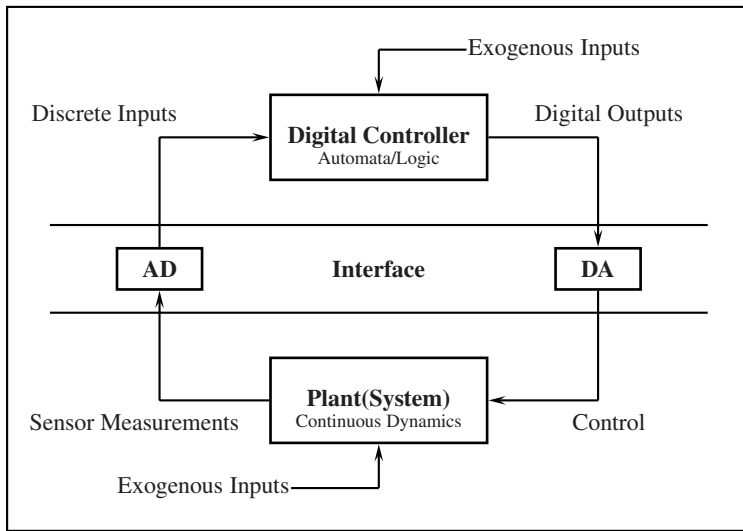 Exogenous Inputs
Discrete Inputs
Digital Outputs
Digital Controller
Automata/Logic
AD
Interface
DA
Plant(System)
Continuous Dynamics
Sensor Measurements
Control
Exogenous Inputs